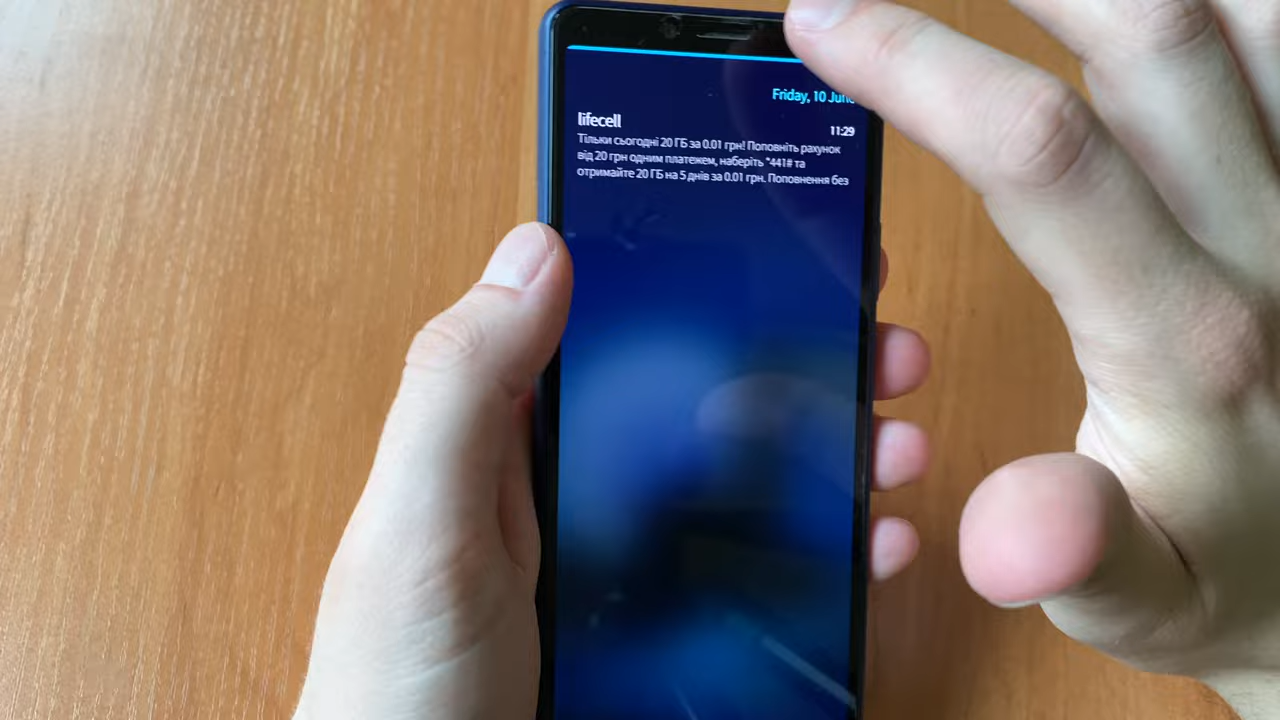 Friday, 10 June
lifecell
11:29
Тільки сьогодні 20 ГБ за 0.01 грн! Поповніть рахунок
від 20 грн одним платежем, наберіть *441# та
отримайте 20 ГБ на 5 днів за 0.01 грн. Поповнення без